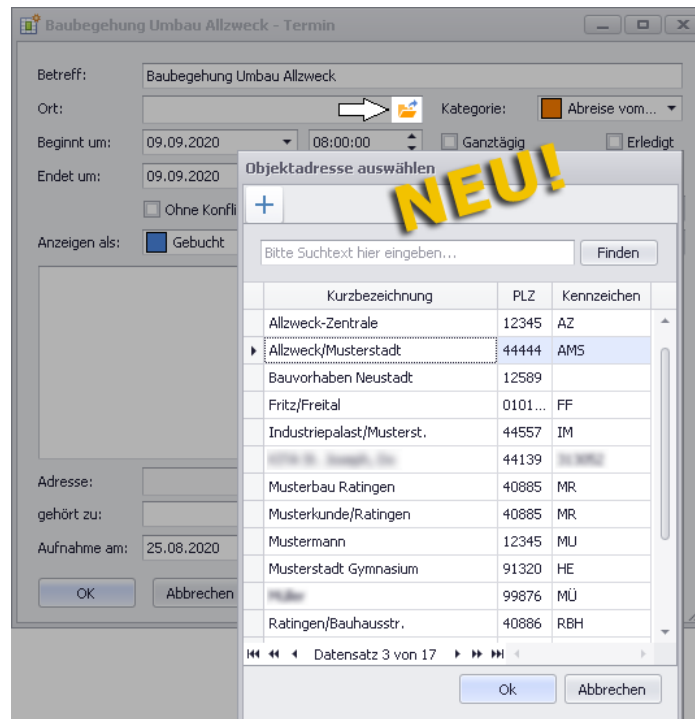 Baubegehung Umbau Allzweck - Termin
Betreff: Baubegehung Umbau Allzweck
Ort: Kategorie: Abreise vom...
Beginnt um: 09.09.2020 08:00:00 Ganztägig Erledigt
Endet um: 09.09.2020
Ohne Konfli
Anzeigen als: Gebucht
Adresse:
gehört zu:
Aufnahme am: 25.08.2020
OK Abbrechen
Objektadresse auswählen
NEU!
Bitte Suchtext hier eingeben... Finden
Kurzbezeichnung PLZ Kennzeichen
Allzweck-Zentrale 12345 AZ
Allzweck/Musterstadt 44444 AMS
Bauvorhaben Neustadt 12589
Fritz/Freital 0101... FF
Industriepalast/Musterst. 44557 IM
44139
Musterbau Ratingen 40885 MR
Musterkunde/Ratingen 40885 MR
Mustermann 12345 MU
Musterstadt Gymnasium 91320 HE
99876 MÜ
Ratingen/Bauhausstr. 40886 RBH
Datensatz 3 von 17
Ok Abbrechen